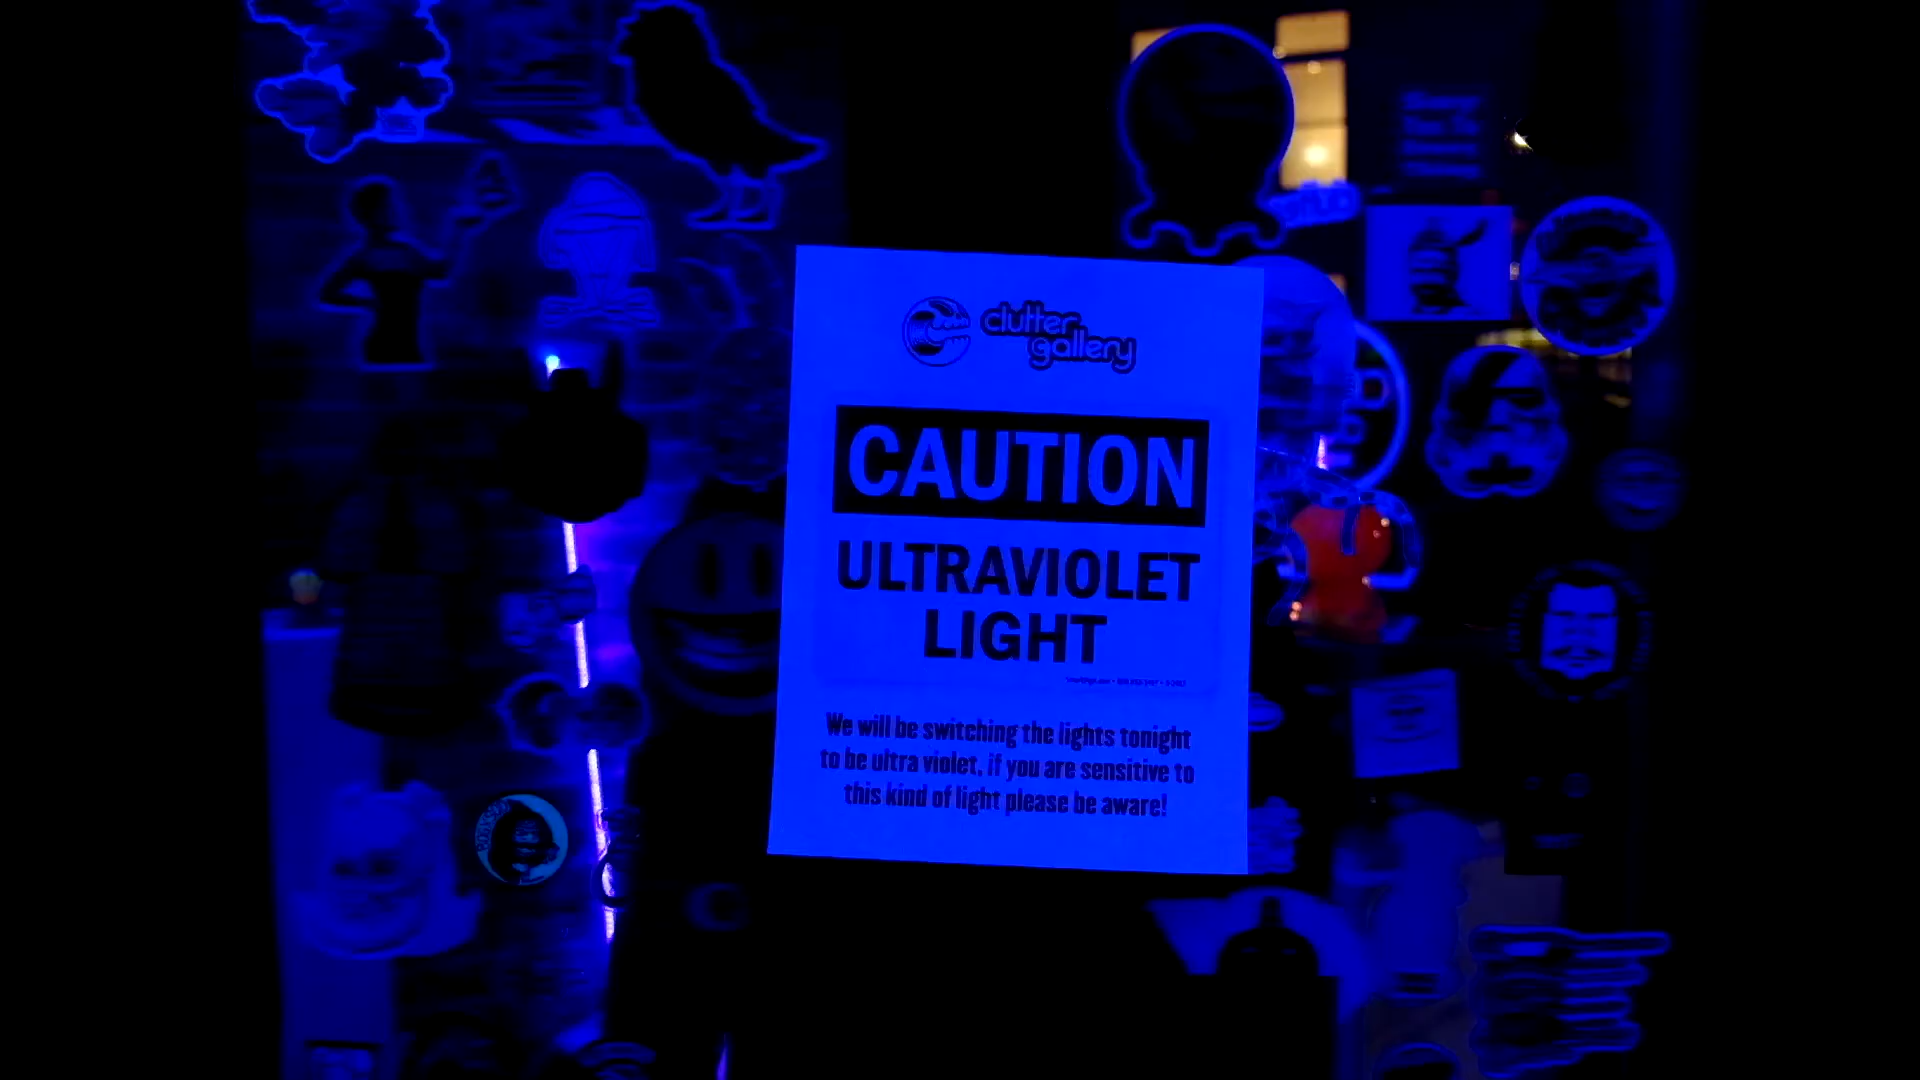 clutter
gallery
CAUTION
ULTRAVIOLET
LIGHT
We will be switching the lights tonight
to be ultra violet, if you are sensitive to
this kind of light please be aware!